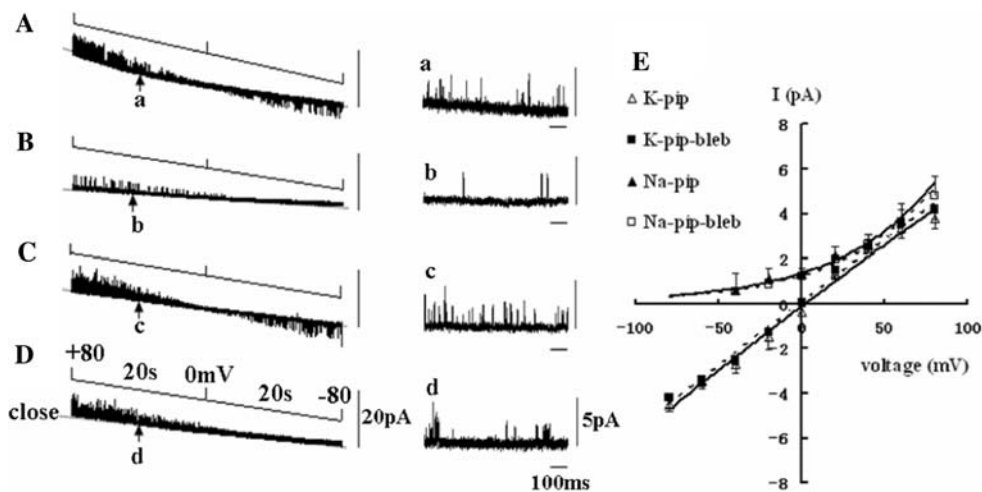 A
a
B
b
C
c
D
+80
20s
0mV
20s
-80
close
d
20pA
a
b
c
d
5pA
100ms
E
I (pA)
K-pip
K-pip-bleb
Na-pip
Na-pip-bleb
8
6
4
2
0
-2
-4
-6
-8
-100
-50
0
50
100
voltage (mV)